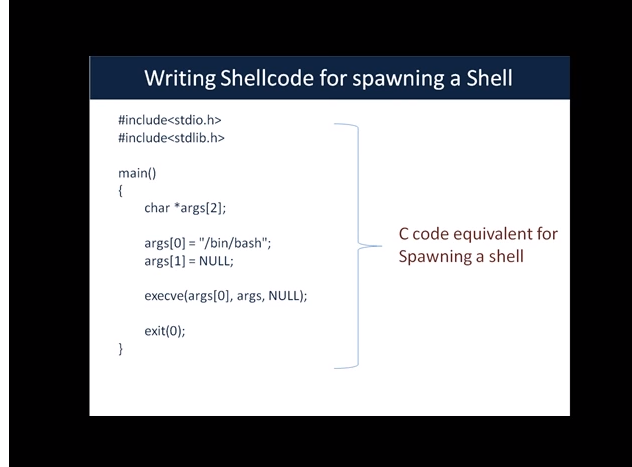 Writing Shellcode for spawning a Shell
#include<stdio.h>
#include<stdlib.h>
main()
{
char *args[2];
args[0] = "/bin/bash";
args[1] = NULL;
execve(args[0], args, NULL);
exit(0);
}
C code equivalent for
Spawning a shell